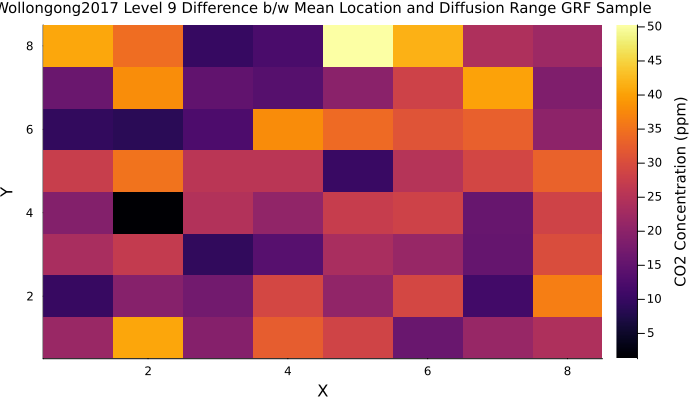 Wollongong2017 Level 9 Difference b/w Mean Location and Diffusion Range GRF Sample
8
6
4
2
Y
2 4 6 8
X
50
45
40
35
30
25
20
15
10
5
CO2 Concentration (ppm)